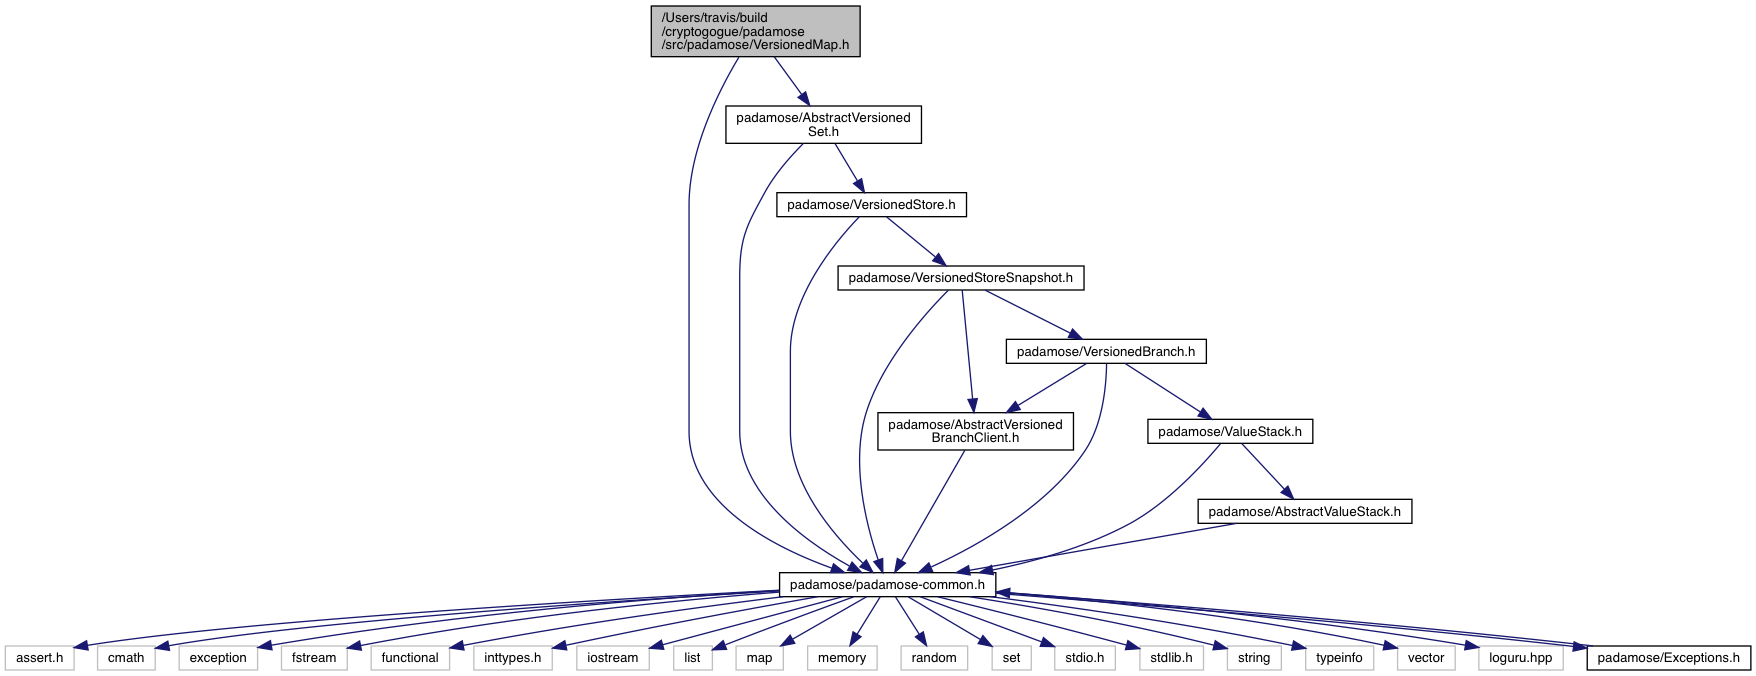 /Users/travis/build
/cryptogogue/padamose
/src/padamose/VersionedMap.h
padamose/AbstractVersioned
Set.h
padamose/VersionedStore.h
padamose/VersionedStoreSnapshot.h
padamose/VersionedBranch.h
padamose/AbstractVersioned
BranchClient.h
padamose/ValueStack.h
padamose/AbstractValueStack.h
padamose/padamose-common.h
assert.h
cmath
exception
fstream
functional
inttypes.h
iostream
list
map
memory
random
set
stdio.h
stdlib.h
string
typeinfo
vector
loguru.hpp
padamose/Exceptions.h